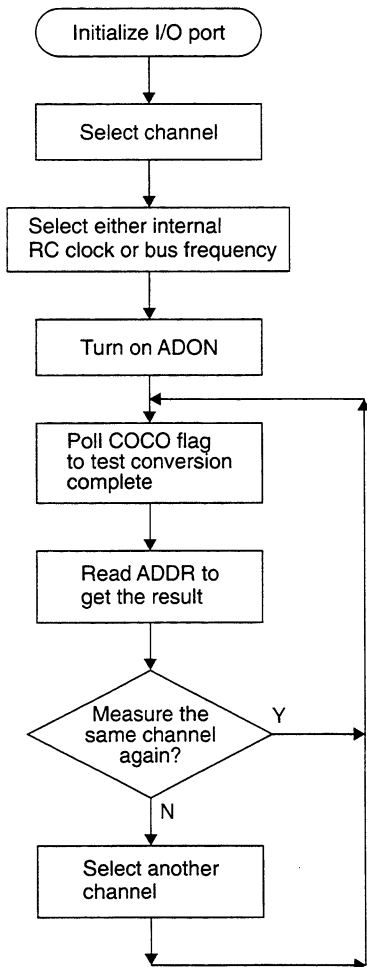 Initialize I/O port
Select channel
Select either internal
RC clock or bus frequency
Turn on ADON
Poll COCO flag
to test conversion
complete
Read ADDR to
get the result
Measure the
same channel
again?
Y
N
Select another
channel